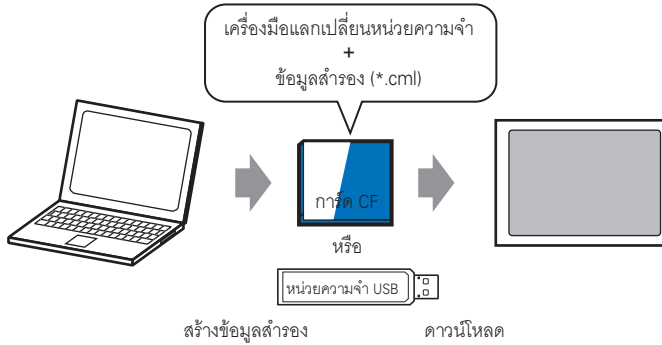 เครื่องมือแลกเปลี่ยนหน่วยความจำ
+
ข้อมูลสำรอง (*.cml)
การ์ด CF
หรือ
หน่วยความจำ USB
สร้างข้อมูลสำรอง
ดาวน์โหลด